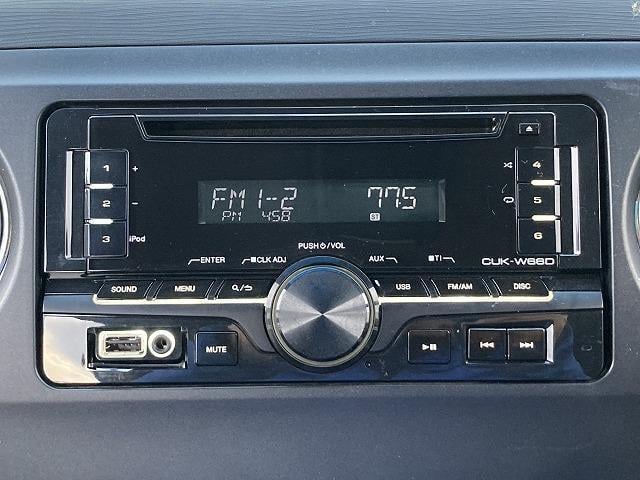 1 +
2 −
3 iPod
4
5
6
FM1-2 77.5
PM 4:58 ST
PUSH ⏻/VOL
ENTER CLK ADJ AUX TI
CUK-W66D
SOUND MENU USB FM/AM DISC
MUTE